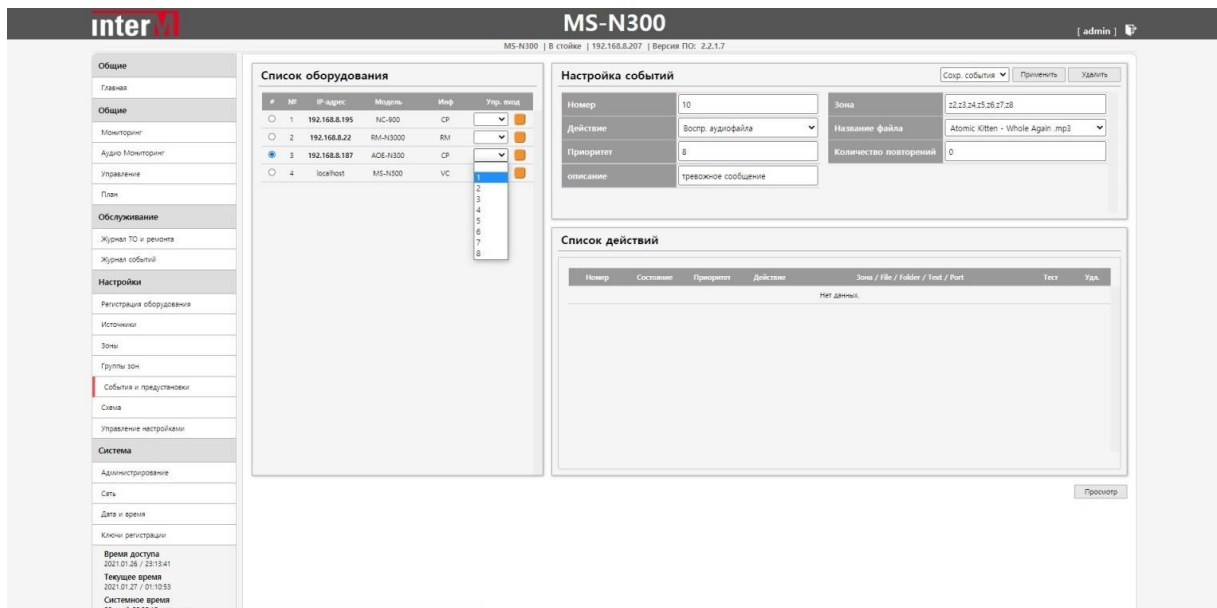 inter M
MS-N300
[ admin ]
MS-N300 | В стойке | 192.168.8.207 | Версия ПО: 2.2.1.7
Общие
Главная
Общие
Мониторинг
Аудио Мониторинг
Управление
План
Обслуживание
Журнал ТО и ремонта
Журнал событий
Настройки
Регистрация оборудования
Источники
Зоны
Группы зон
События и предустановки
Схема
Управление настройками
Система
Администрирование
Сеть
Дата и время
Ключи регистрации
Время доступа
2021.01.26 / 23:13:41
Текущее время
2021.01.27 / 01:10:53
Системное время
Список оборудования
# № IP-адрес Модель Инф Упр. вход
1 192.168.8.195 NC-900 CP
2 192.168.8.22 RM-N3000 RM
3 192.168.8.187 AOE-N300 CP
4 localhost MS-N300 VC
1
2
3
4
5
6
7
8
Настройка событий
Сохр. события Применить Удалить
Номер 10 Зона z2,z3,z4,z5,z6,z7,z8
Действие Воспр. аудиофайла Название файла Atomic Kitten - Whole Again .mp3
Приоритет 8 Количество повторений 0
описание тревожное сообщение
Список действий
Номер Состояние Приоритет Действие Зона / File / Folder / Text / Port Тест Удл.
Нет данных.
Просмотр